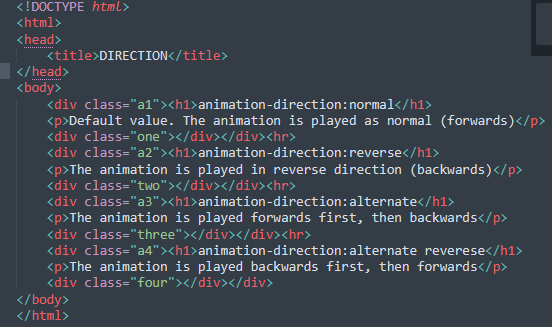 <!DOCTYPE html>
<html>
<head>
<title>DIRECTION</title>
</head>
<body>
<div class="a1"><h1>animation-direction:normal</h1>
<p>Default value. The animation is played as normal (forwards)</p>
<div class="one"></div></div><hr>
<div class="a2"><h1>animation-direction:reverse</h1>
<p>The animation is played in reverse direction (backwards)</p>
<div class="two"></div></div><hr>
<div class="a3"><h1>animation-direction:alternate</h1>
<p>The animation is played forwards first, then backwards</p>
<div class="three"></div></div><hr>
<div class="a4"><h1>animation-direction:alternate reverese</h1>
<p>The animation is played backwards first, then forwards</p>
<div class="four"></div></div>
</body>
</html>